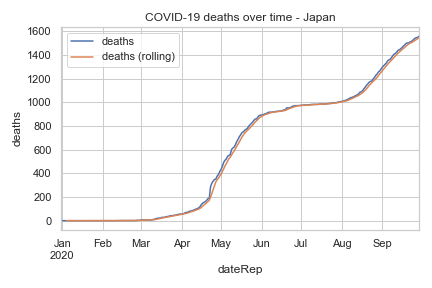 COVID-19 deaths over time - Japan
deaths
deaths (rolling)
1600
1400
1200
1000
800
600
400
200
0
deaths
Jan Feb Mar Apr May Jun Jul Aug Sep
2020
dateRep